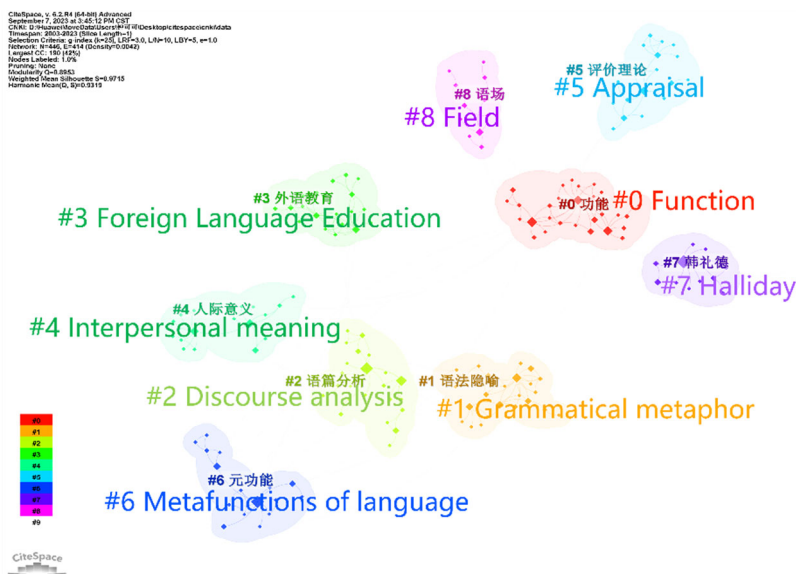 CiteSpace, v. 6.2.R4 (64-bit) Advanced
September 7, 2023 at 3:45:12 PM CST
Timespan: 2003-2023 (Slice Length=1)
Selection Criteria: g-index (k=25), LRF=3.0, L/N=10, LBY=5, e=1.0
Network: N=446, E=414 (Density=0.0042)
Largest CC: 190 (42%)
Nodes Labeled: 1.0%
Pruning: None
Modularity Q=0.8953
Weighted Mean Silhouette S=0.9715
Harmonic Mean(Q, S)=0.9319
#5 评价理论
#5 Appraisal
#8 语场
#8 Field
#3 外语教育
#3 Foreign Language Education
#0 功能
#0 Function
#7 韩礼德
#7 Halliday
#4 人际意义
#4 Interpersonal meaning
#2 语篇分析
#2 Discourse analysis
#1 语法隐喻
#1 Grammatical metaphor
#6 元功能
#6 Metafunctions of language
#0
#1
#2
#3
#4
#5
#6
#7
#8
#9
CiteSpace